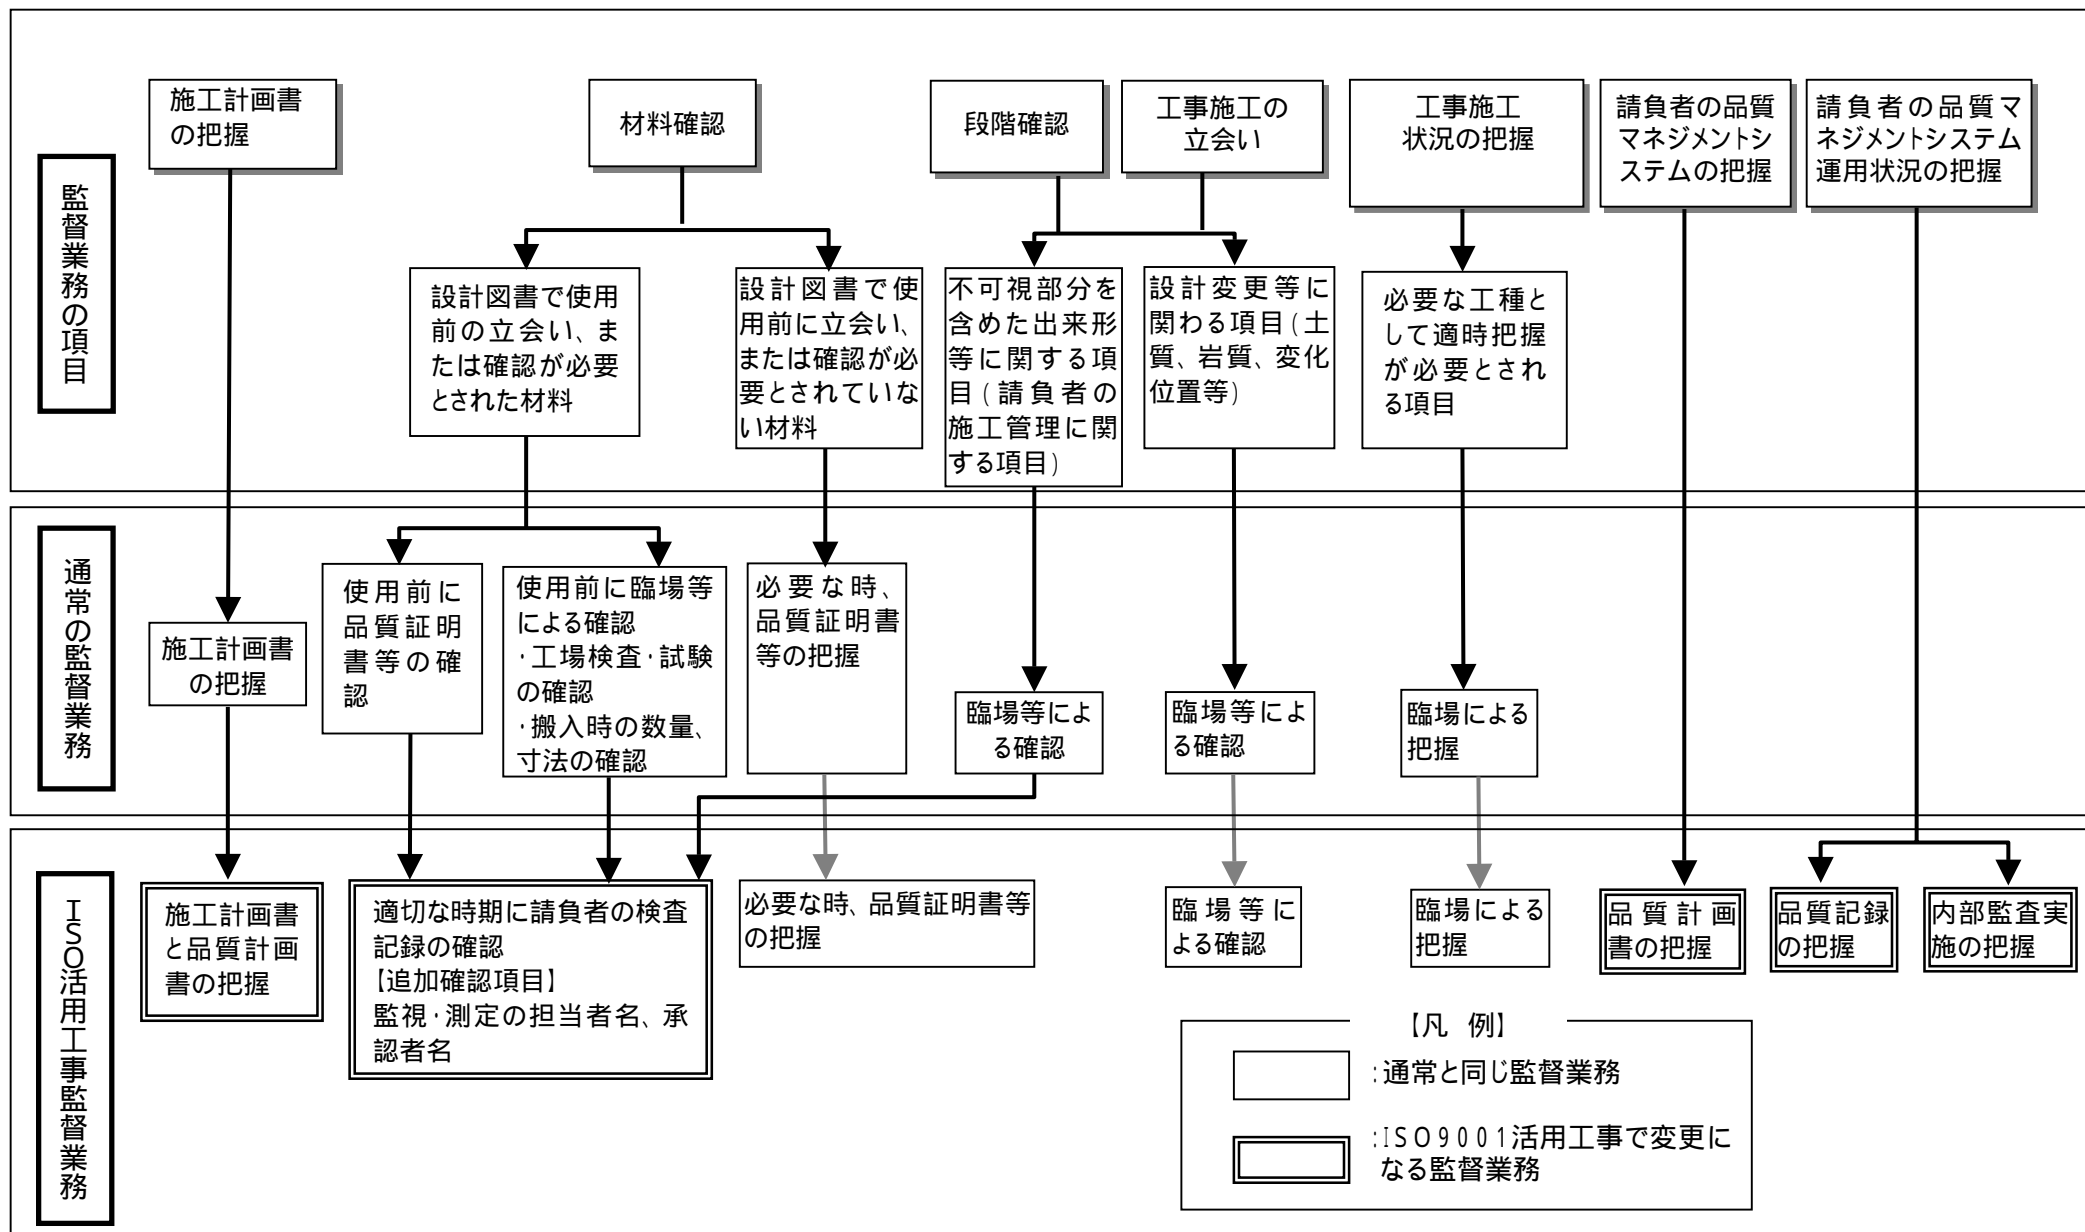 監督業務の項目
施工計画書
の把握
材料確認
段階確認
工事施工の
立会い
工事施工
状況の把握
請負者の品質
マネジメントシ
ステムの把握
請負者の品質マ
ネジメントシステム
運用状況の把握
設計図書で使用
前の立会い、ま
たは確認が必要
とされた材料
設計図書で使
用前に立会い、
または確認が必
要とされていな
い材料
不可視部分を
含めた出来形
等に関する項
目(請負者の
施工管理に関
する項目)
設計変更等に
関わる項目(土
質、岩質、変化
位置等)
必要な工種と
して適時把握
が必要とされ
る項目
通常の監督業務
施工計画書
の把握
使用前に
品質証明
書等の確
認
使用前に臨場等
による確認
・工場検査・試験
の確認
・搬入時の数量、
寸法の確認
必要な時、
品質証明書
等の把握
臨場等によ
る確認
臨場等によ
る確認
臨場による
把握
ISO活用工事監督業務
施工計画書
と品質計画
書の把握
適切な時期に請負者の検査
記録の確認
【追加確認項目】
監視・測定の担当者名、承
認者名
必要な時、品質証明書等
の把握
臨場等に
よる確認
臨場による
把握
品質計画
書の把握
品質記録
の把握
内部監査実
施の把握
【凡 例】
:通常と同じ監督業務
:ISO9001活用工事で変更に
なる監督業務